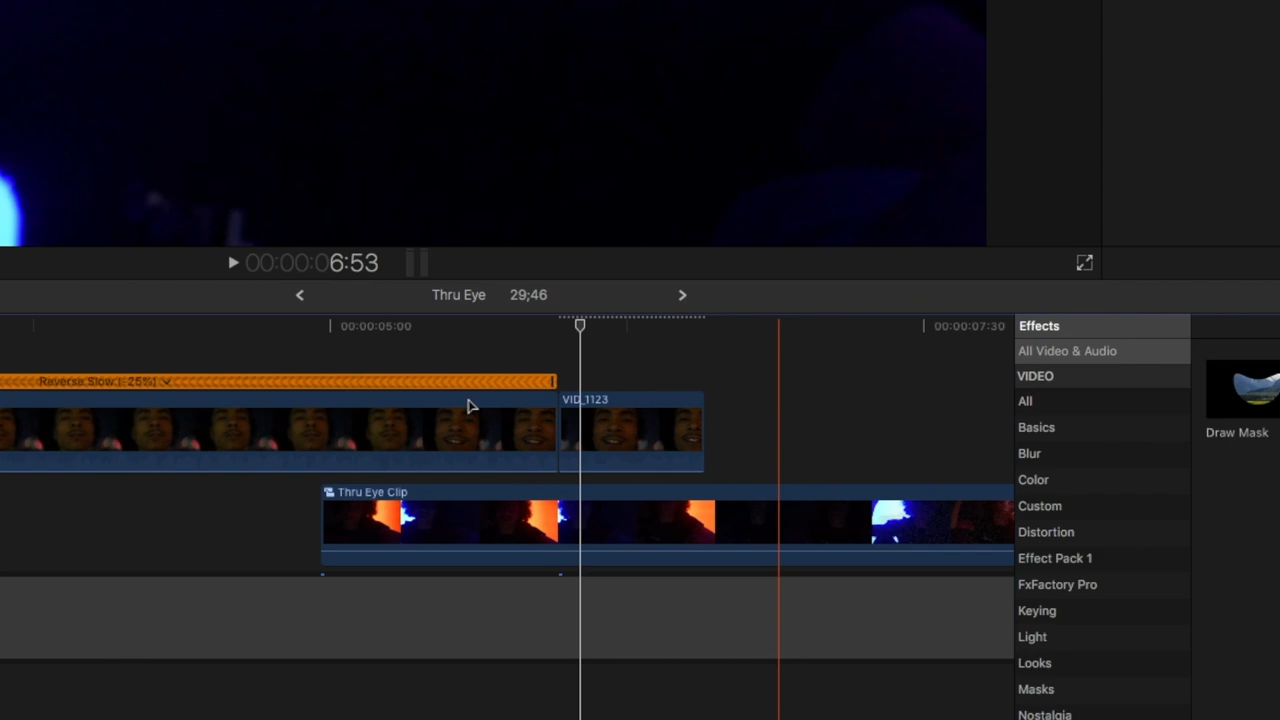 00:00:06:53
Thru Eye 29;46
00:00:05:00
00:00:07:30
Effects
All Video & Audio
VIDEO
All
Basics
Blur
Color
Custom
Distortion
Effect Pack 1
FxFactory Pro
Keying
Light
Looks
Masks
Nostalgia
Draw Mask
Reverse Slow (-25%)
VID_1123
Thru Eye Clip